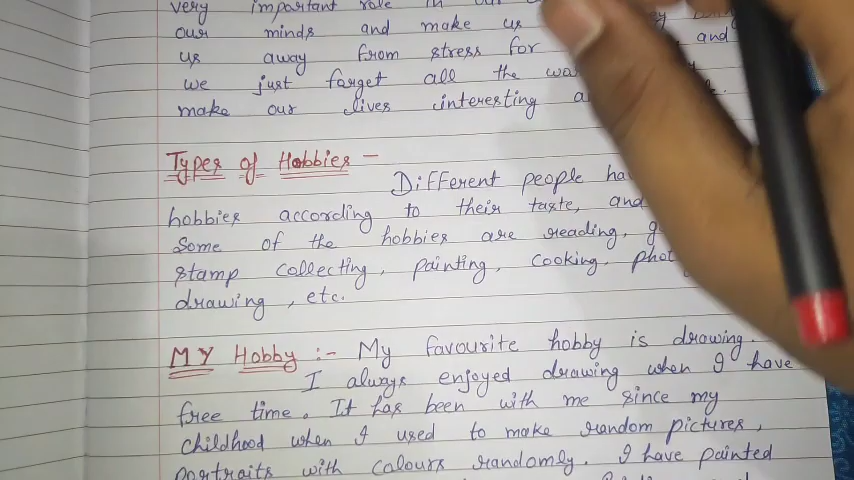 very important role in our
our minds and make us
us away from stress for and
we just forget all the
make our lives interesting
Types of Hobbies -
Different people
hobbies according to their taste, and
Some of the hobbies are reading,
stamp collecting, painting, cooking,
drawing, etc.
MY Hobby :- My favourite hobby is drawing.
I always enjoyed drawing when I have
free time. It has been with me since my
childhood when I used to make random pictures,
portraits with colours randomly. I have painted